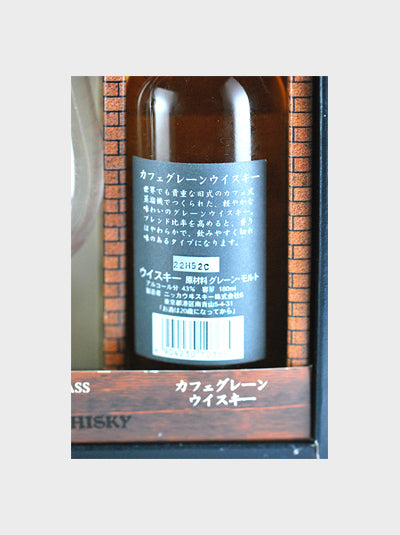 カフェグレーンウイスキー
世界でも貴重な旧式のカフェ式
蒸溜機でつくられた、軽やかな
味わいのグレーンウイスキー。
ブレンド比率を高めると、香り
はやわらかで、飲みやすく切れ
味のあるタイプになります。
22H52C
ウイスキー 原材料 グレーン・モルト
アルコール分 43% 容量 180ml
製造者 ニッカウヰスキー株式会社
東京都港区南青山5-4-31
「お酒は20歳になってから」
ASS
カフェグレーン
ウイスキー
HISKY